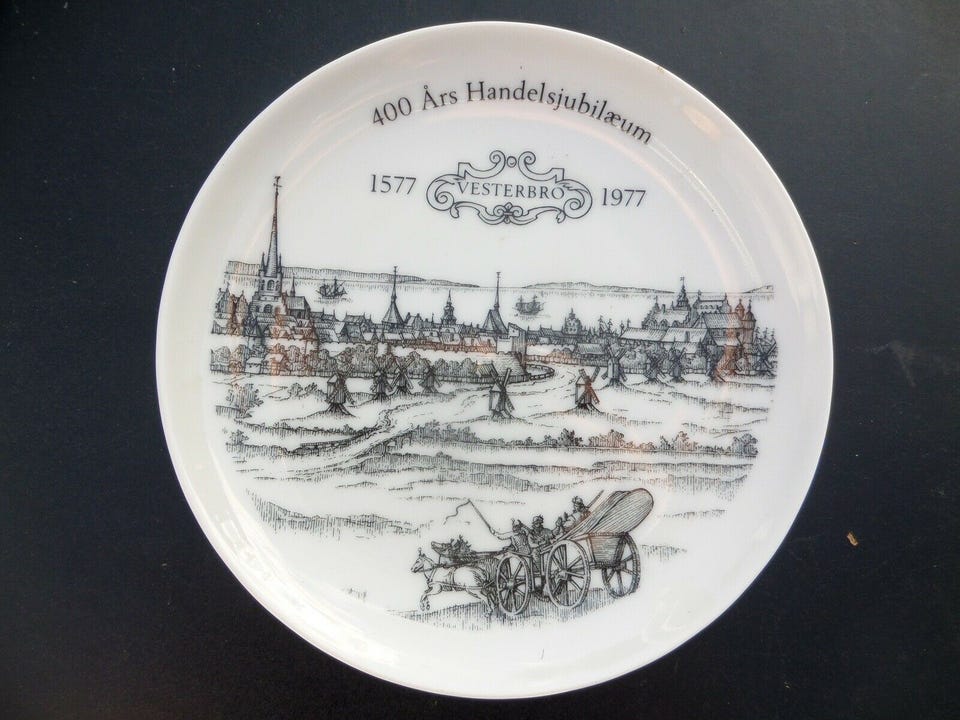 400 Års Handelsjubilæum
1577 VESTERBRO 1977